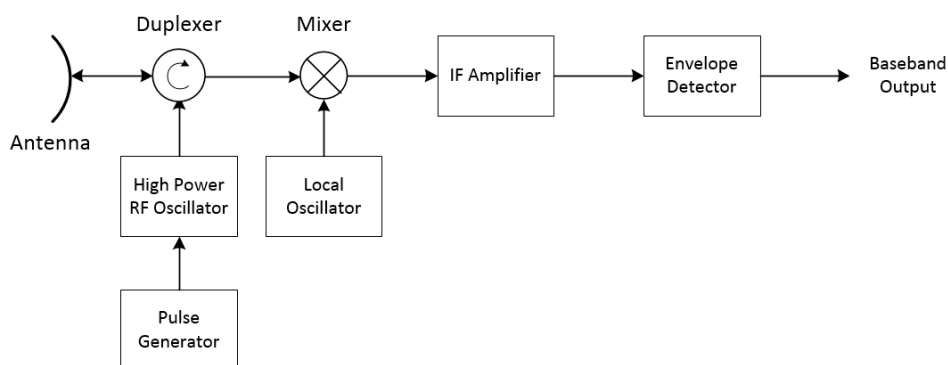 Duplexer
Mixer
IF Amplifier
Envelope
Detector
Baseband
Output
Antenna
High Power
RF Oscillator
Local
Oscillator
Pulse
Generator